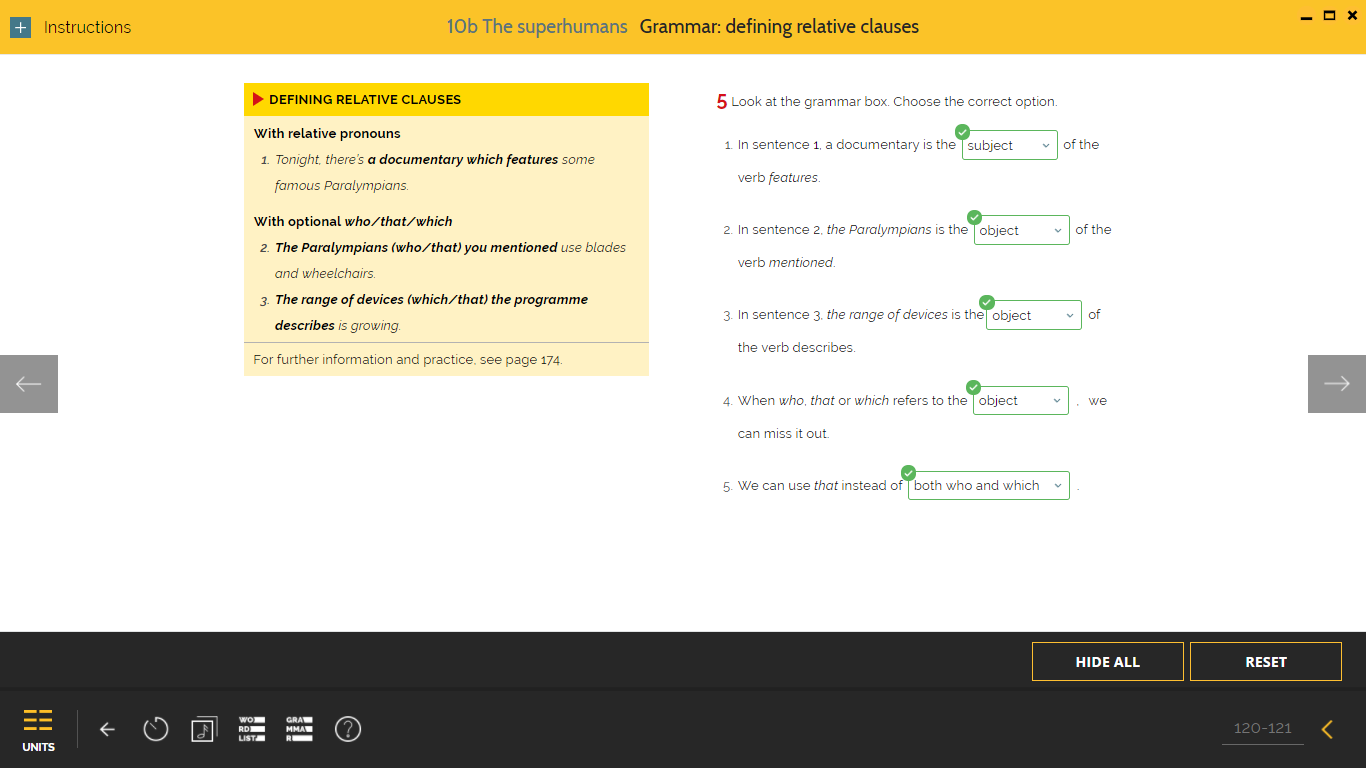 Instructions
10b The superhumans Grammar: defining relative clauses
DEFINING RELATIVE CLAUSES
With relative pronouns
1. Tonight, there's a documentary which features some
famous Paralympians.
With optional who/that/which
2. The Paralympians (who/that) you mentioned use blades
and wheelchairs.
3. The range of devices (which/that) the programme
describes is growing.
For further information and practice, see page 174.
5 Look at the grammar box. Choose the correct option.
1. In sentence 1, a documentary is the subject of the
verb features.
2. In sentence 2, the Paralympians is the object of the
verb mentioned.
3. In sentence 3, the range of devices is the object of
the verb describes.
4. When who, that or which refers to the object , we
can miss it out.
5. We can use that instead of both who and which .
HIDE ALL
RESET
UNITS
WO
RD
LIST
GRA
MMA
R
?
120-121